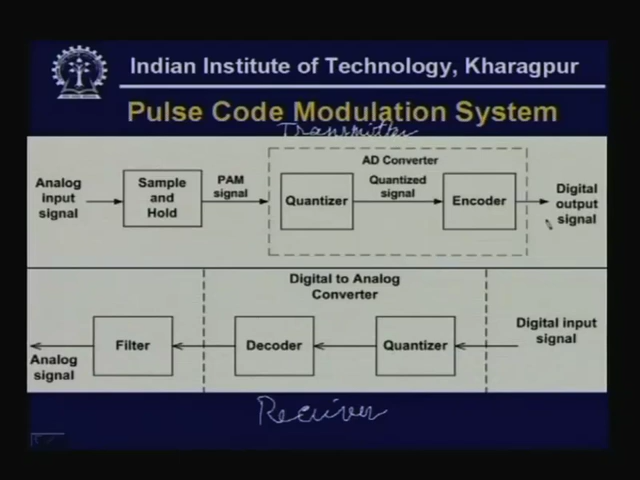 Indian Institute of Technology, Kharagpur
Pulse Code Modulation System
Transmitter
AD Converter
Analog input signal
Sample and Hold
PAM signal
Quantizer
Quantized signal
Encoder
Digital output signal
Digital to Analog Converter
Analog signal
Filter
Decoder
Quantizer
Digital input signal
Receiver